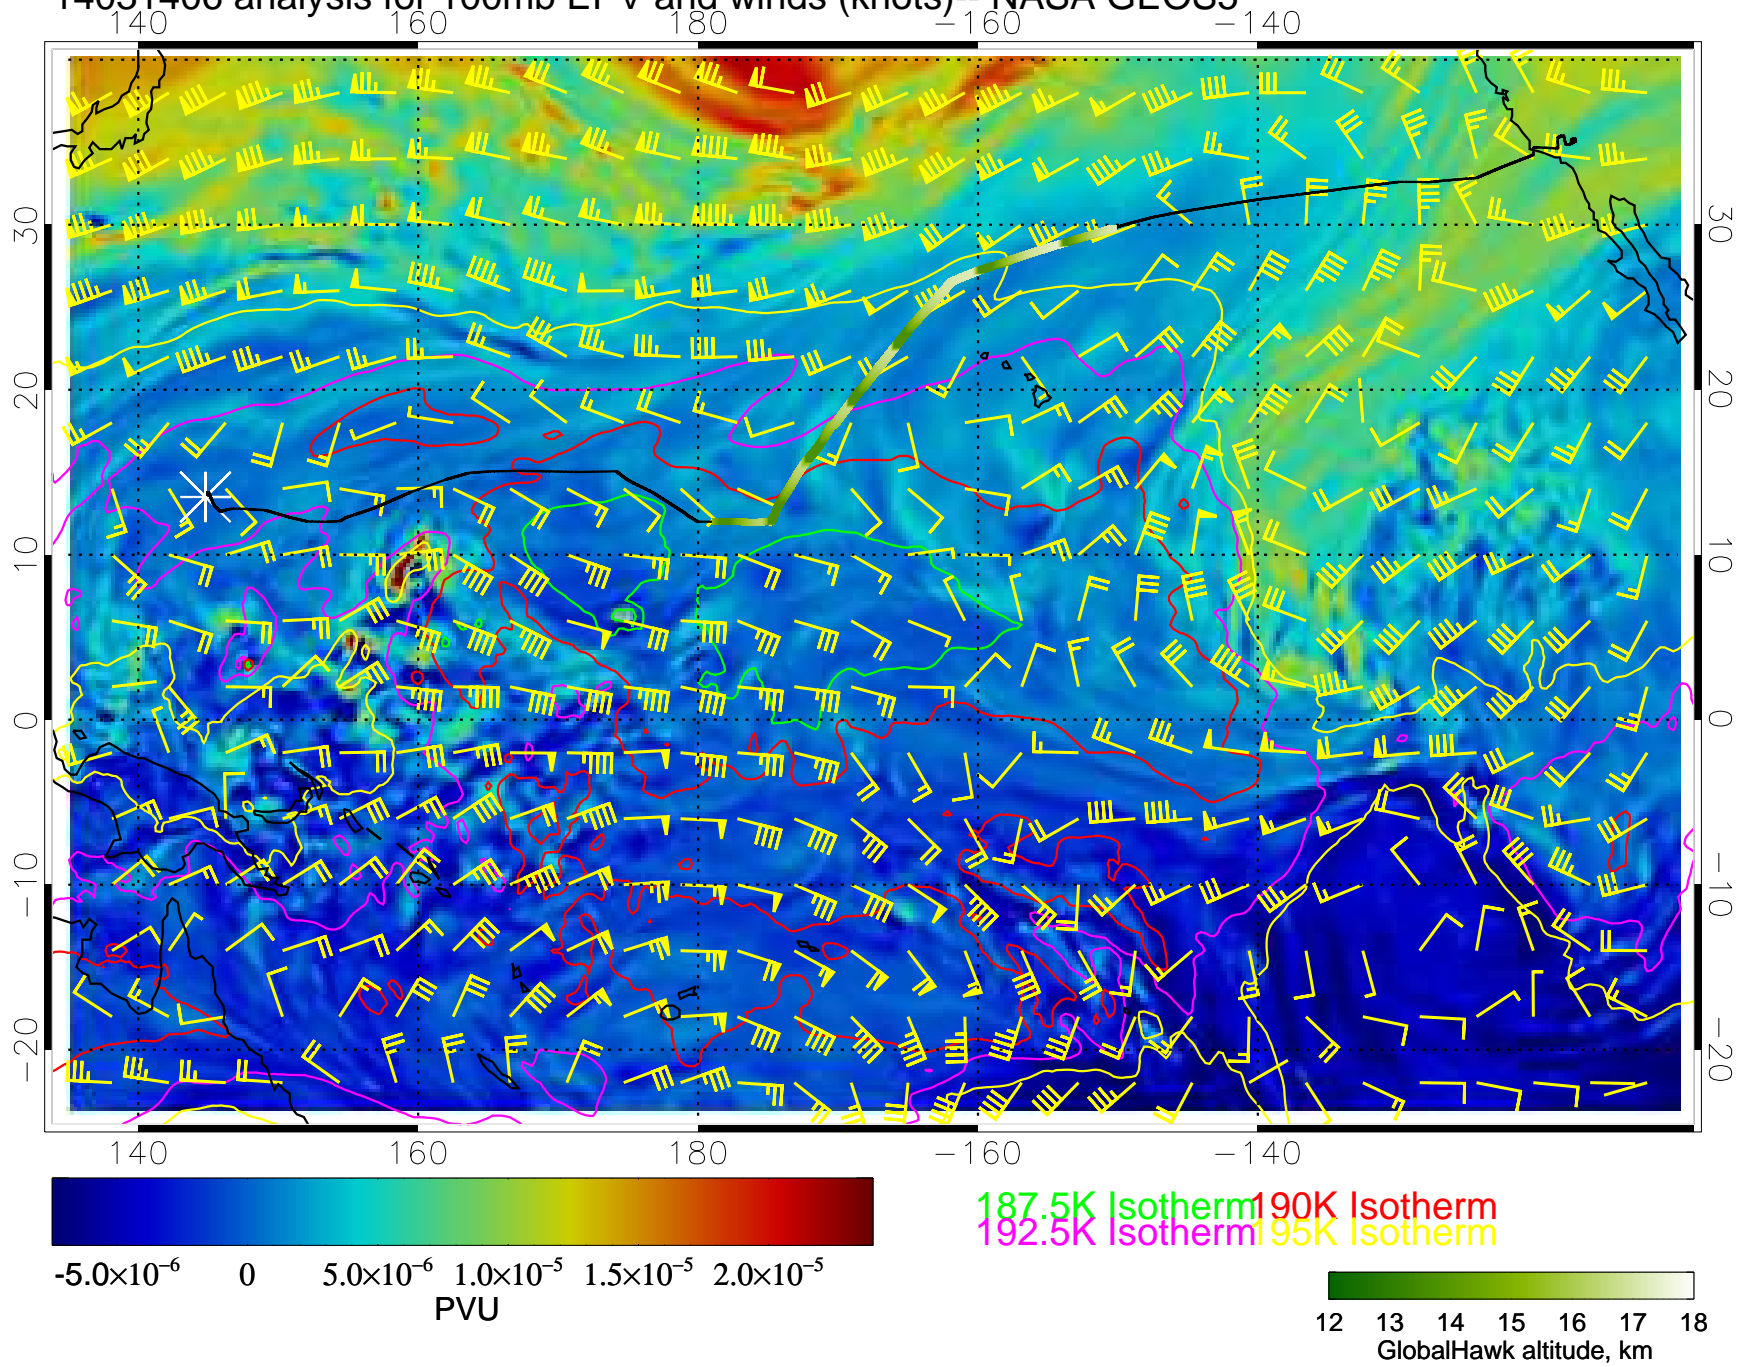 14031406 analysis for 100mb EPV and winds (knots)-- NASA GEOS5
140 160 180 −160 −140
30 30
20 20
10 10
0 0
−10 −10
−20 −20
140 160 180 −160 −140
187.5K Isotherm 190K Isotherm
192.5K Isotherm 195K Isotherm
-5.0×10⁻⁶ 0 5.0×10⁻⁶ 1.0×10⁻⁵ 1.5×10⁻⁵ 2.0×10⁻⁵
PVU
12 13 14 15 16 17 18
GlobalHawk altitude, km